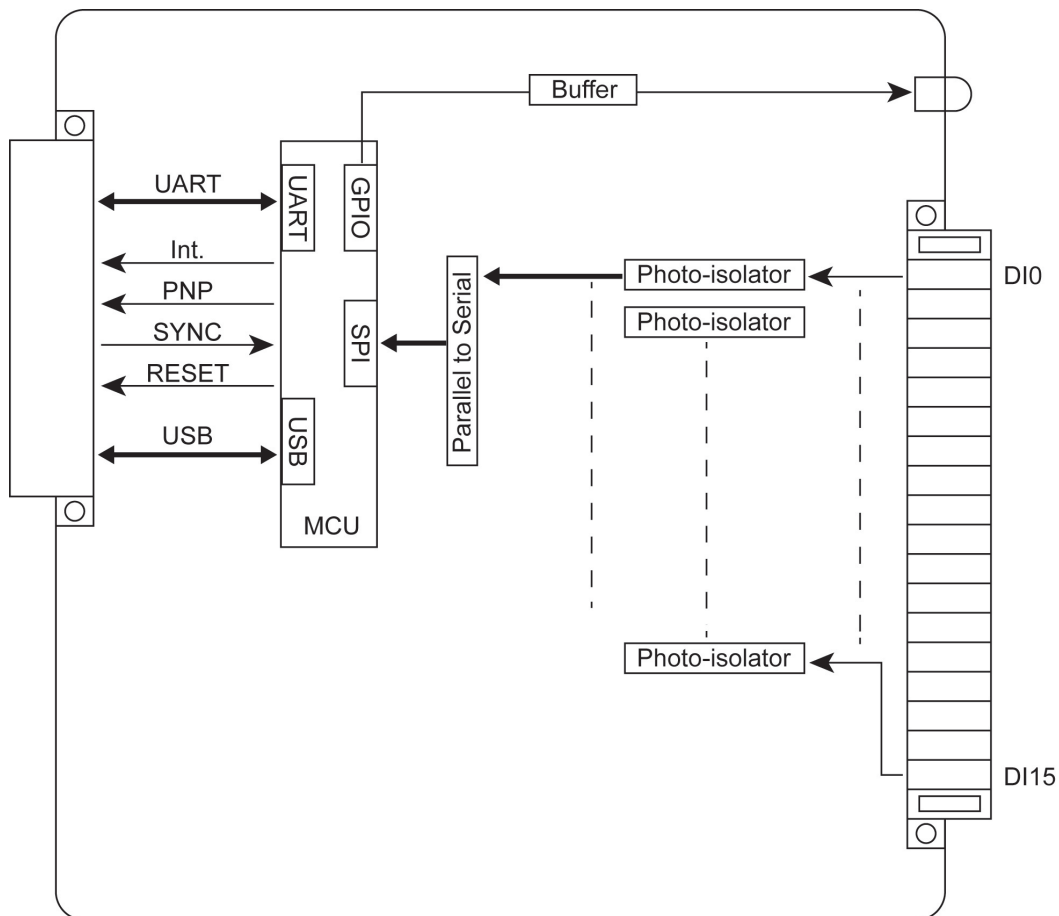 Buffer
UART
UART
GPIO
Int.
PNP
SYNC
RESET
USB
SPI
USB
MCU
Parallel to Serial
Photo-isolator
Photo-isolator
Photo-isolator
DI0
DI15